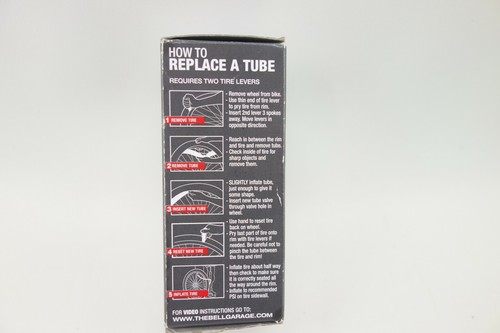 HOW TO
REPLACE A TUBE
REQUIRES TWO TIRE LEVERS
1 REMOVE TIRE
- Remove wheel from bike.
- Use thin end of tire lever
to pry tire from rim.
- Insert 2nd lever 3 spokes
away. Move levers in
opposite direction.
2 REMOVE TUBE
- Reach in between the rim
and tire and remove tube.
- Check inside of tire for
sharp objects and
remove them.
3 INSERT NEW TUBE
- SLIGHTLY inflate tube,
just enough to give it
some shape.
- Insert new tube valve
through valve hole in
wheel.
4 RESET NEW TIRE
- Use hand to reset tire
back on wheel.
- Pry last part of tire onto
rim with tire levers if
needed. Be careful not to
pinch the tube between
the tire and rim!
5 INFLATE TIRE
- Inflate tire about half way
then check to make sure
it is correctly seated all
the way around the rim.
- Inflate to recommended
PSI on tire sidewall.
FOR VIDEO INSTRUCTIONS GO TO:
WWW.THEBELLGARAGE.COM